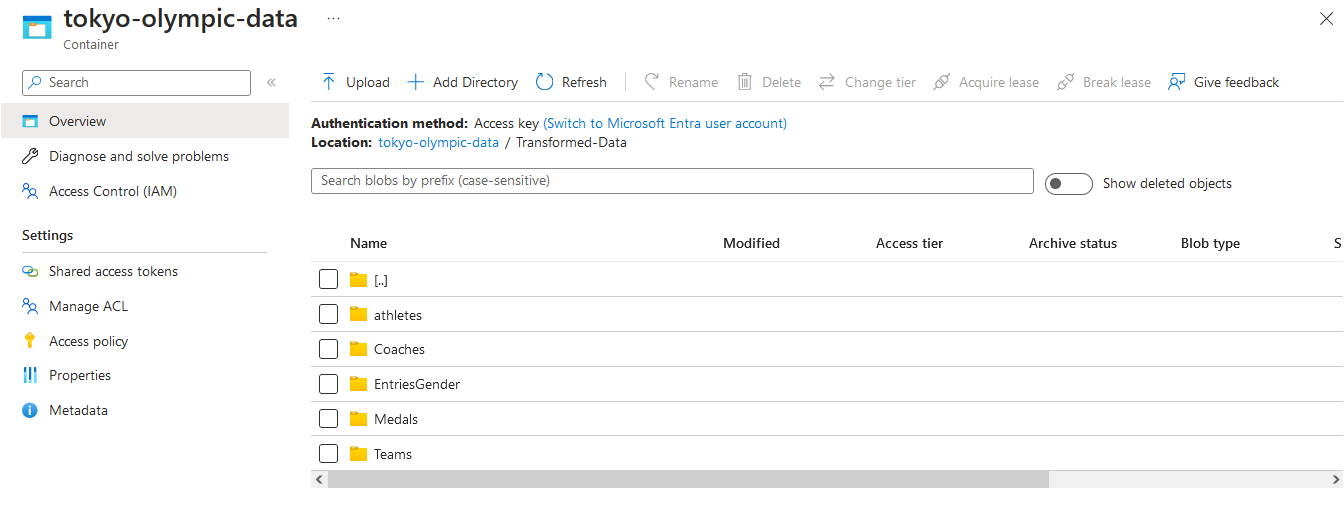 tokyo-olympic-data ...
Container
Search «
Overview
Diagnose and solve problems
Access Control (IAM)
Settings
Shared access tokens
Manage ACL
Access policy
Properties
Metadata
Upload Add Directory Refresh Rename Delete Change tier Acquire lease Break lease Give feedback
Authentication method: Access key (Switch to Microsoft Entra user account)
Location: tokyo-olympic-data / Transformed-Data
Search blobs by prefix (case-sensitive) Show deleted objects
Name Modified Access tier Archive status Blob type S
[..]
athletes
Coaches
EntriesGender
Medals
Teams